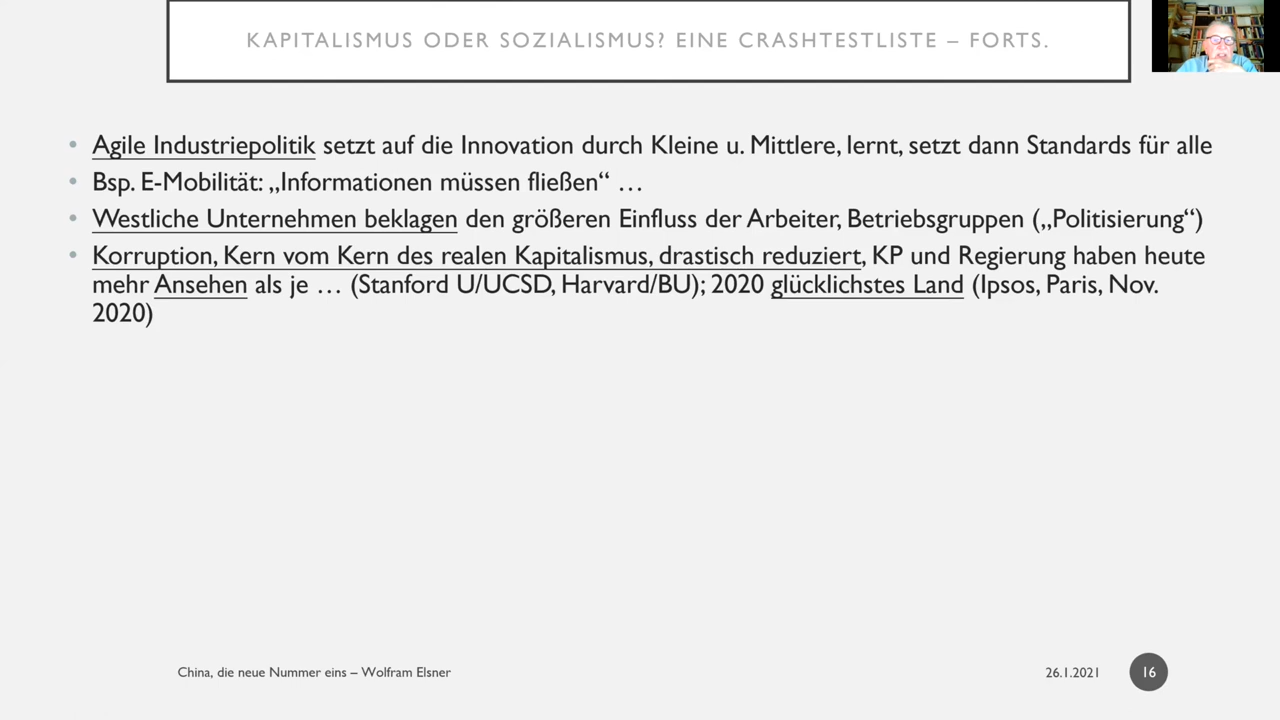 KAPITALISMUS ODER SOZIALISMUS? EINE CRASHTESTLISTE – FORTS.
• Agile Industriepolitik setzt auf die Innovation durch Kleine u. Mittlere, lernt, setzt dann Standards für alle
• Bsp. E-Mobilität: „Informationen müssen fließen“ …
• Westliche Unternehmen beklagen den größeren Einfluss der Arbeiter, Betriebsgruppen („Politisierung“)
• Korruption, Kern vom Kern des realen Kapitalismus, drastisch reduziert, KP und Regierung haben heute
mehr Ansehen als je … (Stanford U/UCSD, Harvard/BU); 2020 glücklichstes Land (Ipsos, Paris, Nov.
2020)
China, die neue Nummer eins – Wolfram Elsner
26.1.2021
16